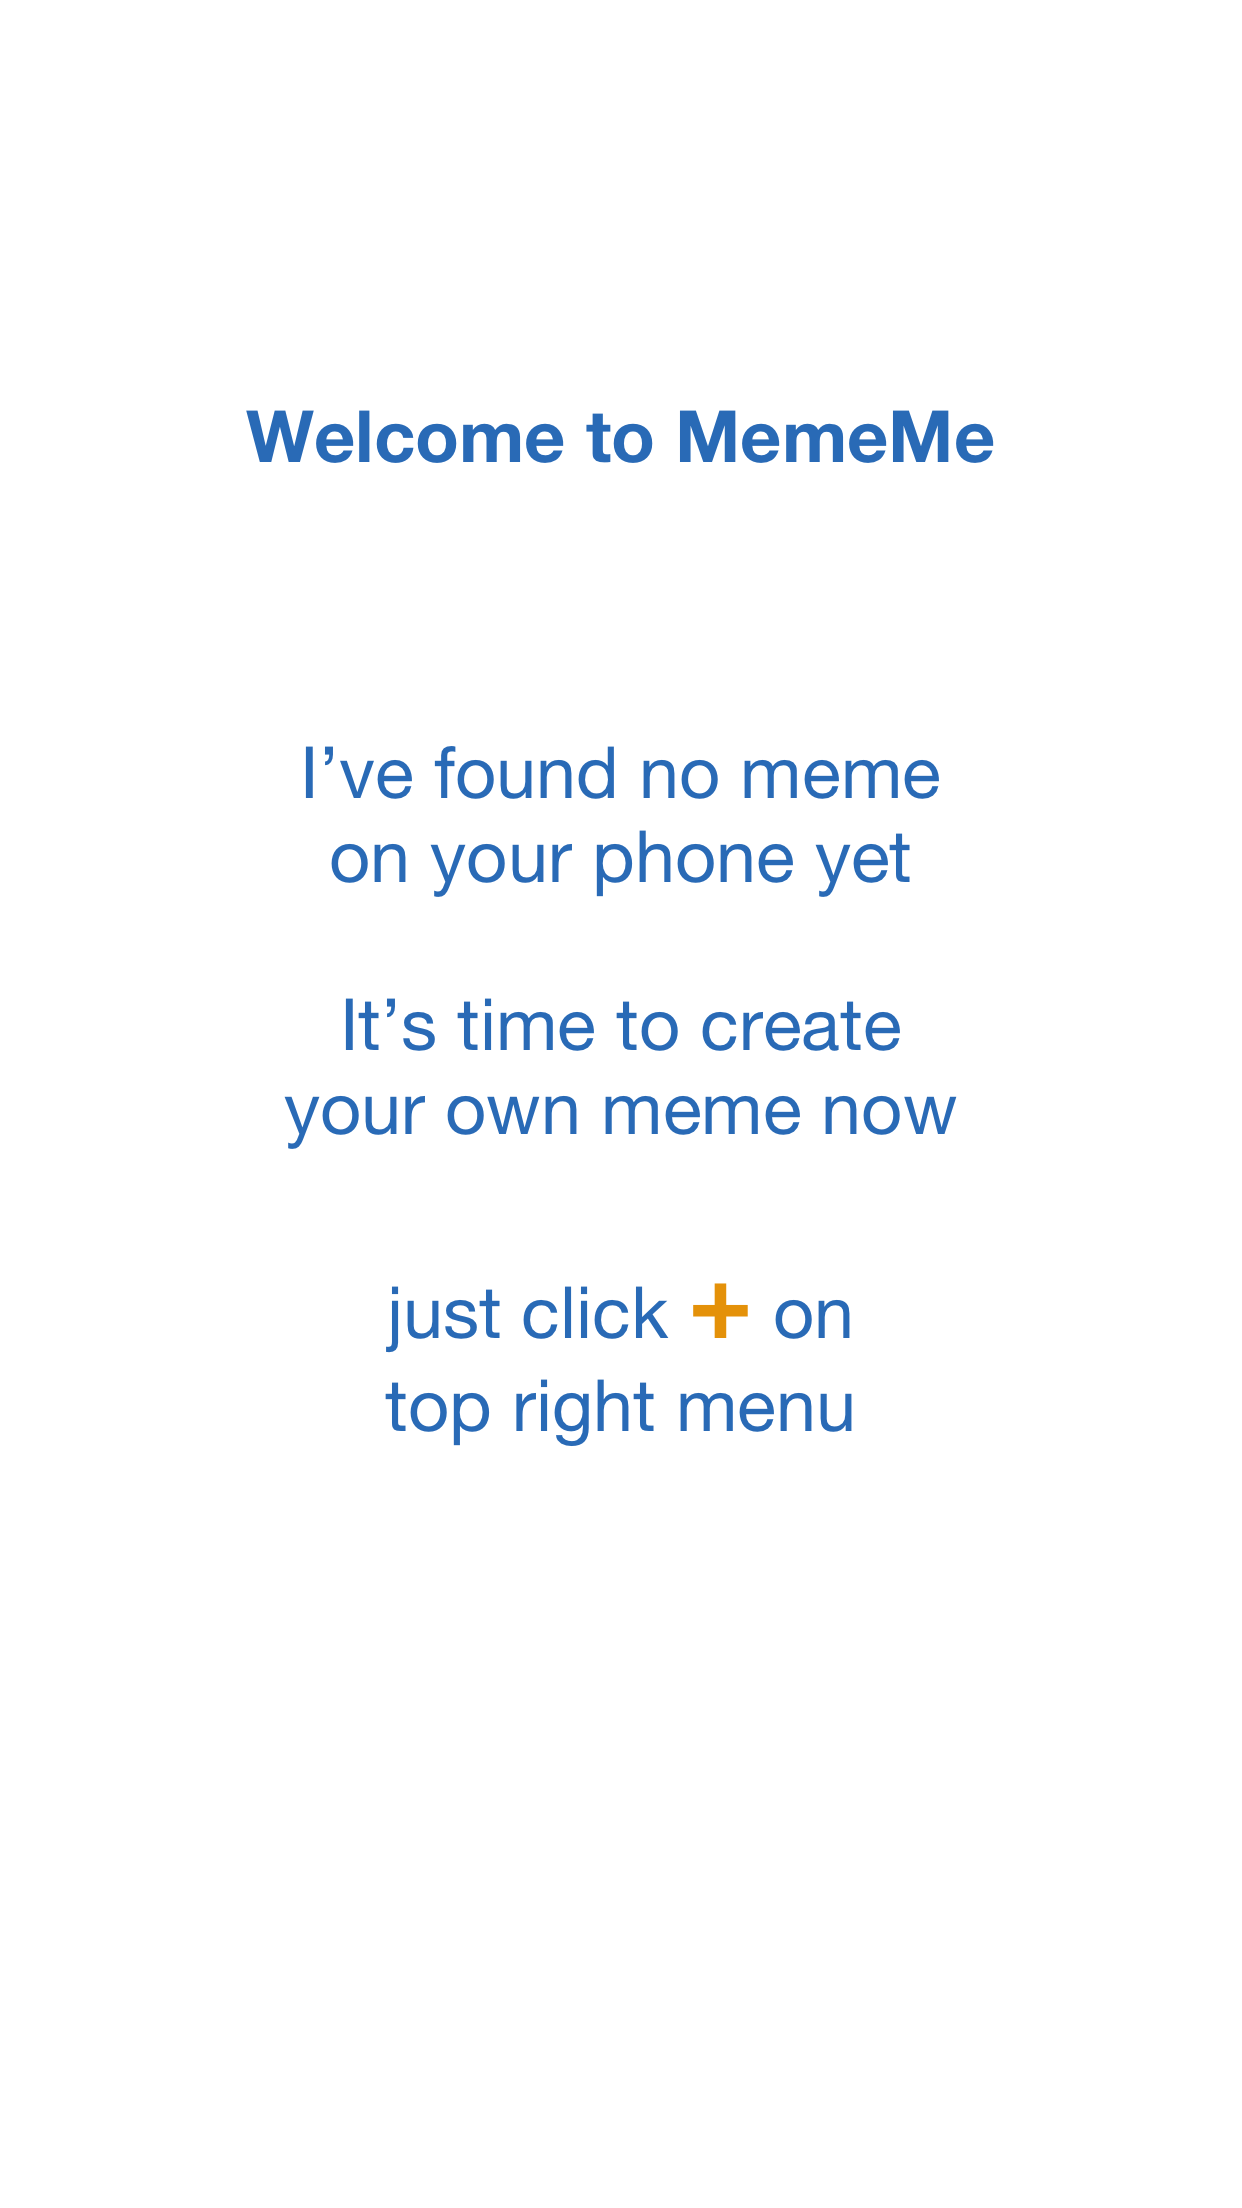 Welcome to MemeMe
I’ve found no meme
on your phone yet
It’s time to create
your own meme now
just click + on
top right menu